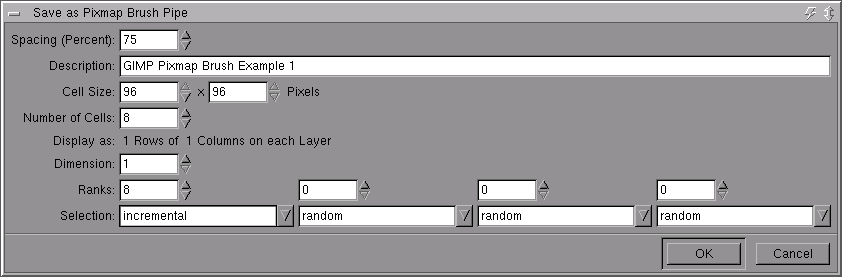 Save as Pixmap Brush Pipe
Spacing (Percent): 75
Description: GIMP Pixmap Brush Example 1
Cell Size: 96 x 96 Pixels
Number of Cells: 8
Display as: 1 Rows of 1 Columns on each Layer
Dimension: 1
Ranks: 8 0 0 0
Selection: incremental random random random
OK Cancel